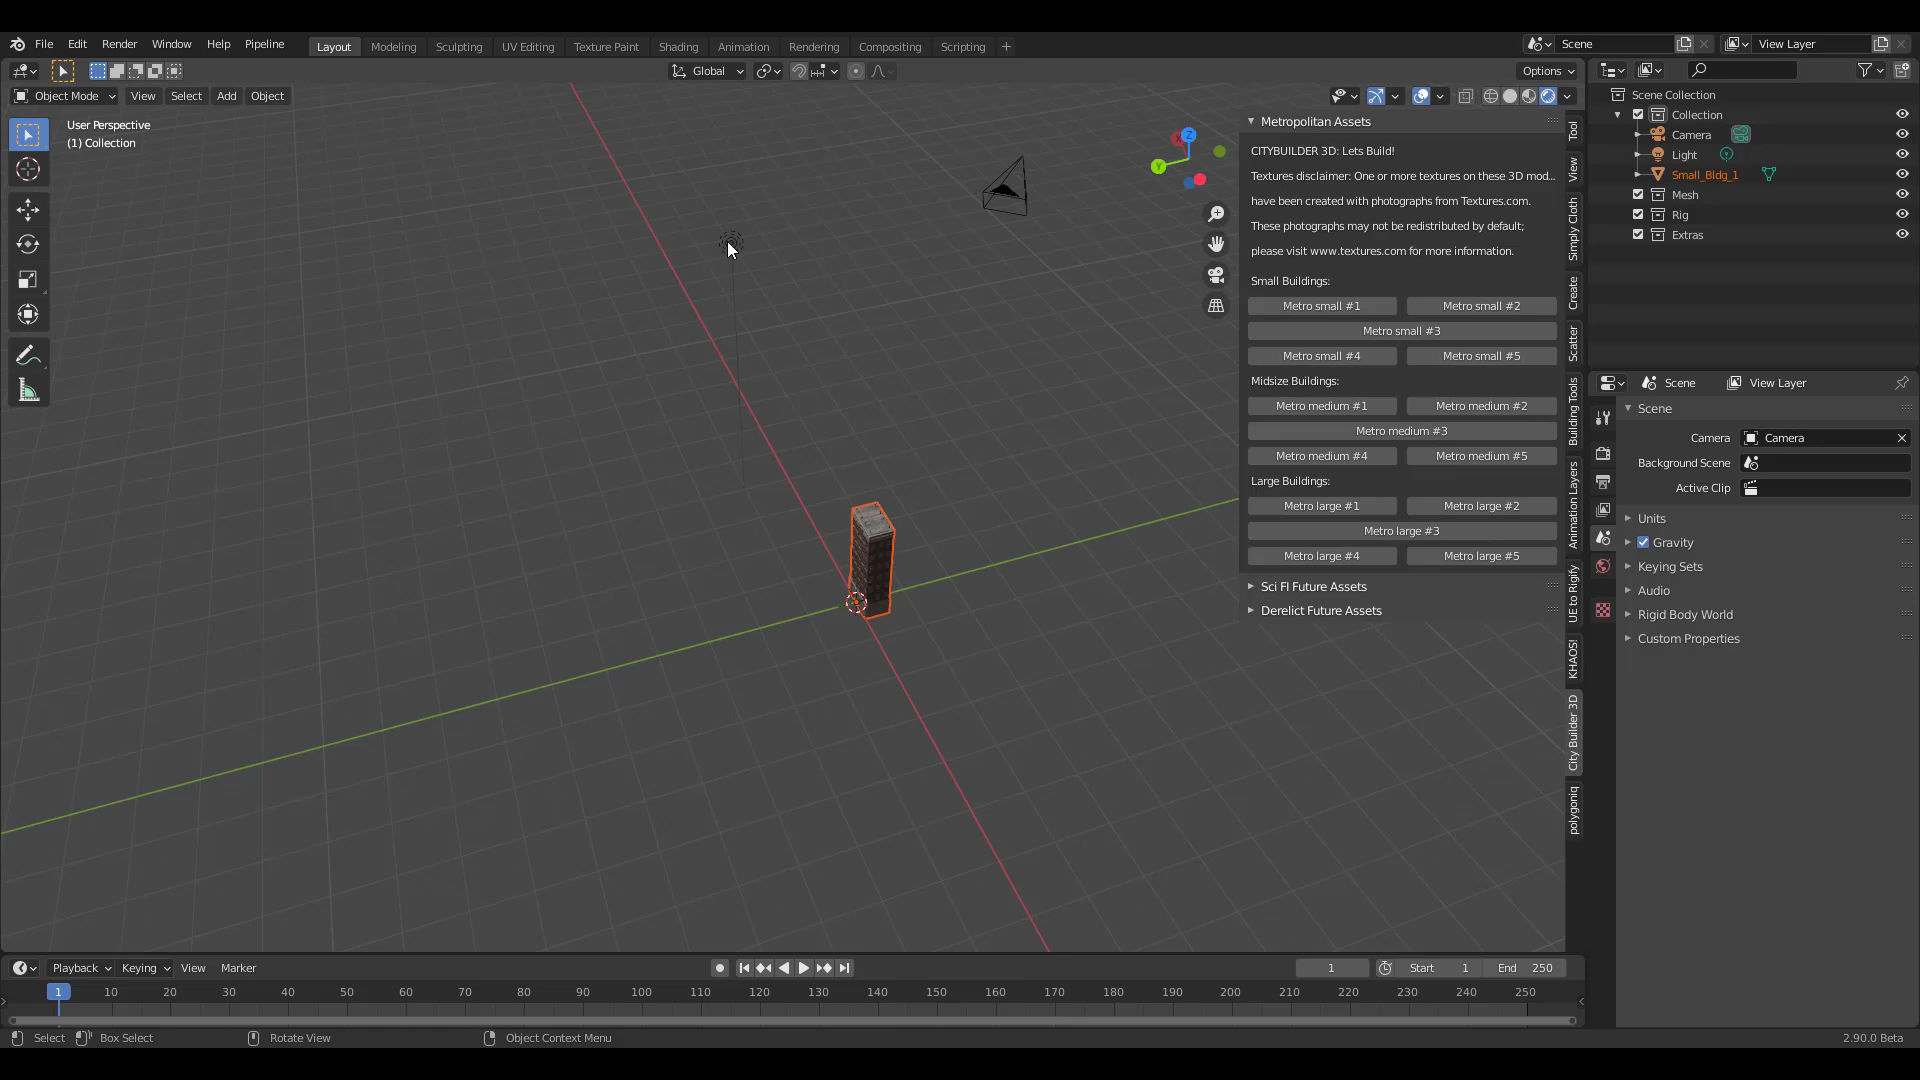 File Edit Render Window Help Pipeline Layout Modeling Sculpting UV Editing Texture Paint Shading Animation Rendering Compositing Scripting + Scene View Layer
Global Options
Object Mode View Select Add Object
User Perspective
(1) Collection
Z
Y
Metropolitan Assets
CITYBUILDER 3D: Lets Build!
Textures disclaimer: One or more textures on these 3D mod...
have been created with photographs from Textures.com.
These photographs may not be redistributed by default;
please visit www.textures.com for more information.
Small Buildings:
Metro small #1 Metro small #2
Metro small #3
Metro small #4 Metro small #5
Midsize Buildings:
Metro medium #1 Metro medium #2
Metro medium #3
Metro medium #4 Metro medium #5
Large Buildings:
Metro large #1 Metro large #2
Metro large #3
Metro large #4 Metro large #5
Sci FI Future Assets
Derelict Future Assets
Tool
View
Simply Cloth
Create
Scatter
Building Tools
Animation Layers
UE to Rigify
KHAOS!
City Builder 3D
polygoniq
Scene Collection
Collection
Camera
Light
Small_Bldg_1
Mesh
Rig
Extras
Scene View Layer
Scene
Camera Camera
Background Scene
Active Clip
Units
Gravity
Keying Sets
Audio
Rigid Body World
Custom Properties
Playback Keying View Marker 1 Start 1 End 250
1 10 20 30 40 50 60 70 80 90 100 110 120 130 140 150 160 170 180 190 200 210 220 230 240 250
Select Box Select Rotate View Object Context Menu 2.90.0 Beta